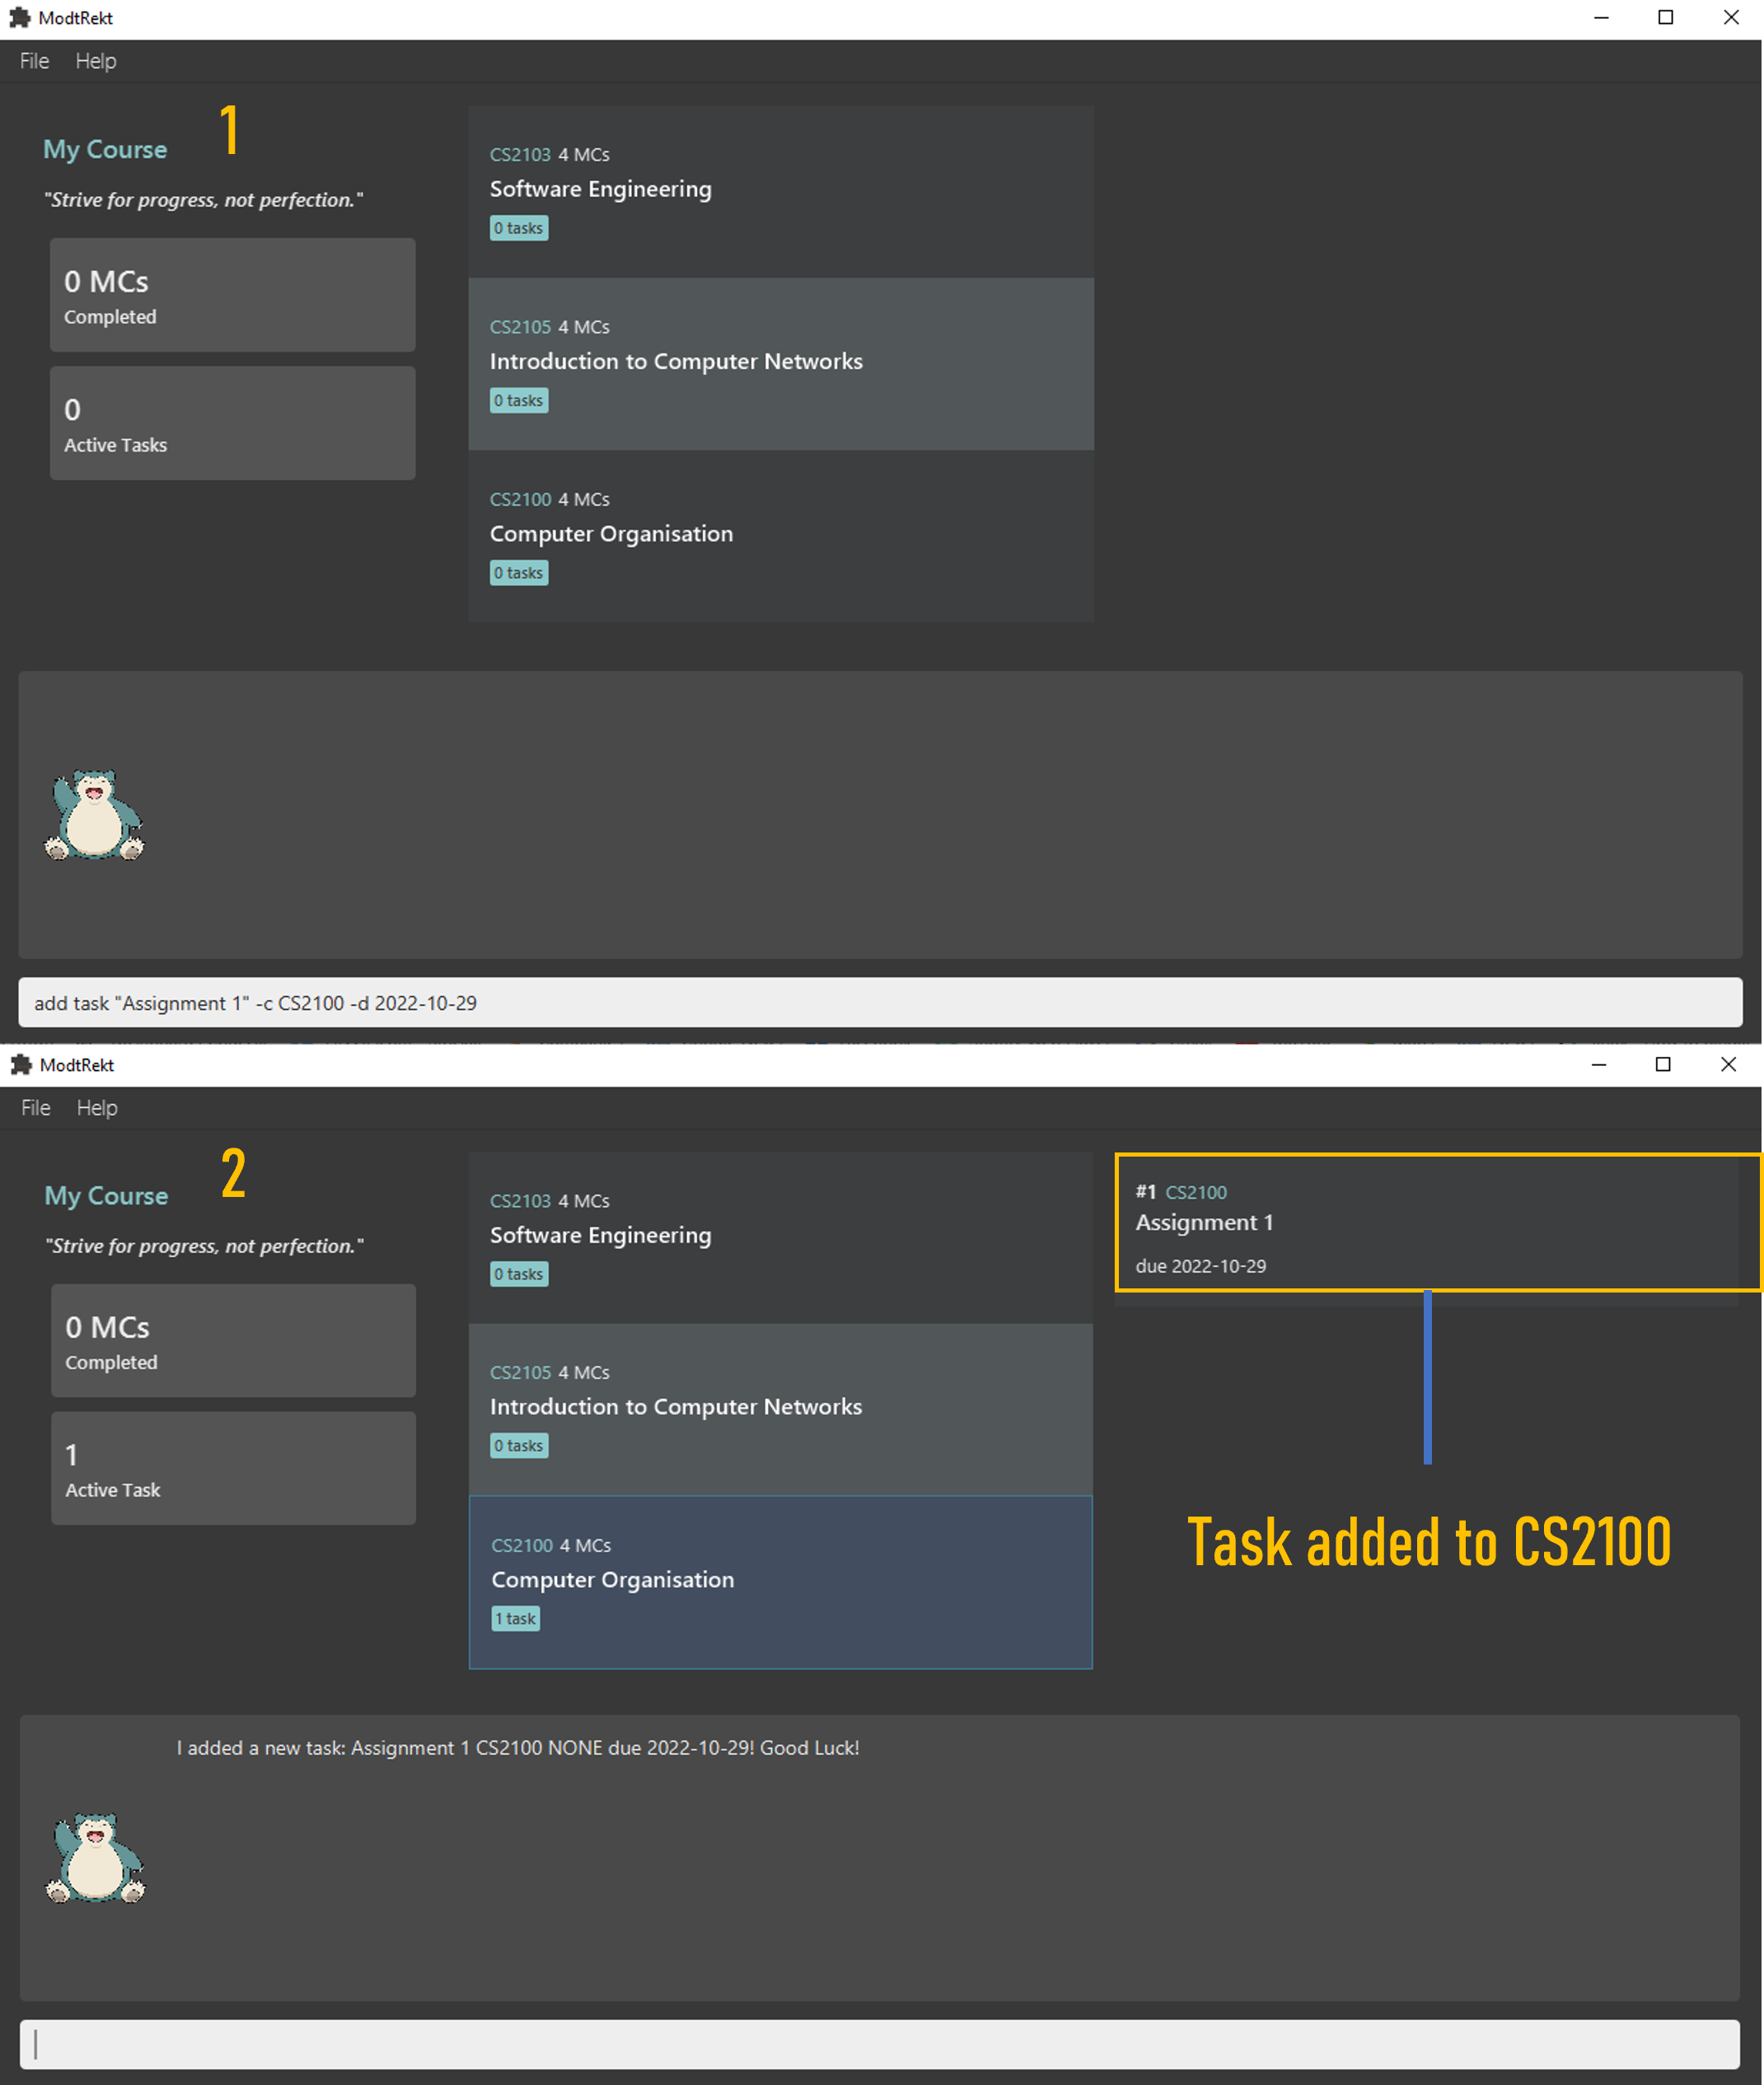 ModtRekt
File Help
1
My Course
"Strive for progress, not perfection."
0 MCs
Completed
0
Active Tasks
CS2103 4 MCs
Software Engineering
0 tasks
CS2105 4 MCs
Introduction to Computer Networks
0 tasks
CS2100 4 MCs
Computer Organisation
0 tasks
add task "Assignment 1" -c CS2100 -d 2022-10-29
ModtRekt
File Help
2
My Course
"Strive for progress, not perfection."
0 MCs
Completed
1
Active Task
CS2103 4 MCs
Software Engineering
0 tasks
CS2105 4 MCs
Introduction to Computer Networks
0 tasks
CS2100 4 MCs
Computer Organisation
1 task
#1 CS2100
Assignment 1
due 2022-10-29
Task added to CS2100
I added a new task: Assignment 1 CS2100 NONE due 2022-10-29! Good Luck!